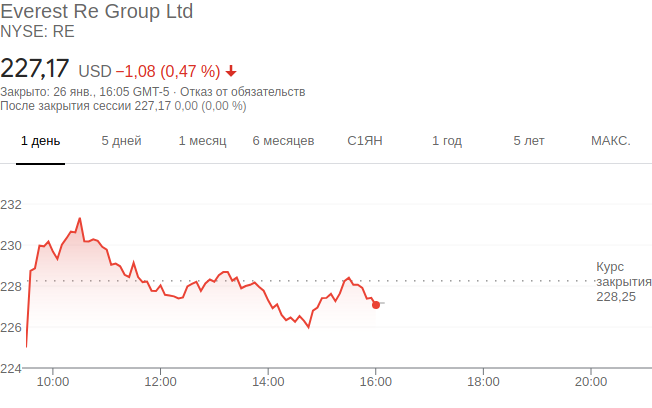 Everest Re Group Ltd
NYSE: RE
227,17 USD −1,08 (0,47 %)
Закрыто: 26 янв., 16:05 GMT-5 · Отказ от обязательств
После закрытия сессии 227,17 0,00 (0,00 %)
1 день 5 дней 1 месяц 6 месяцев С1ЯН 1 год 5 лет МАКС.
232
230
Курс
закрытия
228
228,25
226
224
10:00 12:00 14:00 16:00 18:00 20:00